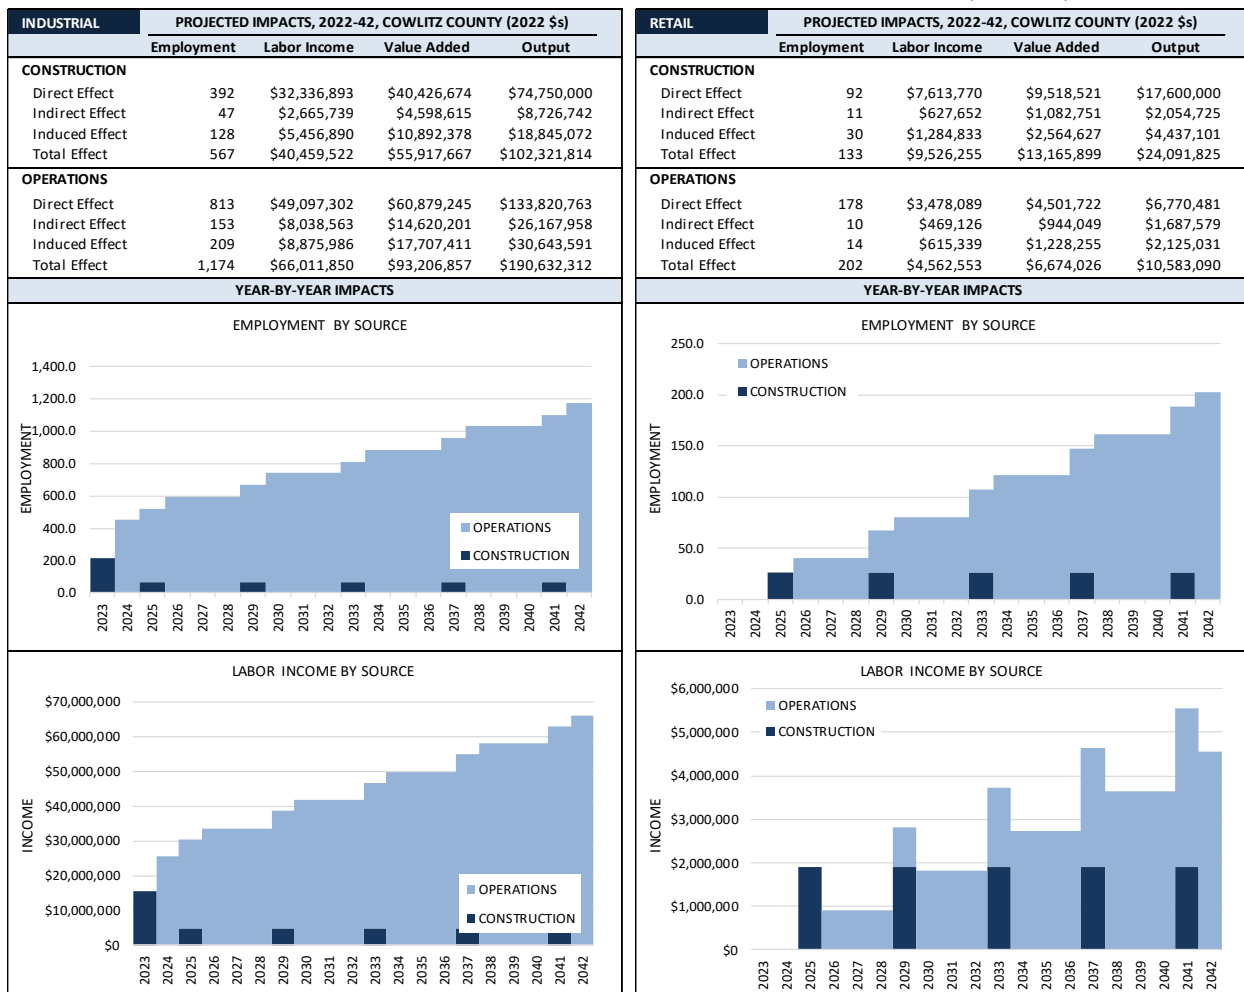 INDUSTRIAL PROJECTED IMPACTS, 2022-42, COWLITZ COUNTY (2022 $s)
Employment Labor Income Value Added Output
CONSTRUCTION
Direct Effect 392 $32,336,893 $40,426,674 $74,750,000
Indirect Effect 47 $2,665,739 $4,598,615 $8,726,742
Induced Effect 128 $5,456,890 $10,892,378 $18,845,072
Total Effect 567 $40,459,522 $55,917,667 $102,321,814
OPERATIONS
Direct Effect 813 $49,097,302 $60,879,245 $133,820,763
Indirect Effect 153 $8,038,563 $14,620,201 $26,167,958
Induced Effect 209 $8,875,986 $17,707,411 $30,643,591
Total Effect 1,174 $66,011,850 $93,206,857 $190,632,312
YEAR-BY-YEAR IMPACTS
EMPLOYMENT BY SOURCE
1,400.0
1,200.0
1,000.0
800.0
600.0
400.0
200.0
0.0
EMPLOYMENT
OPERATIONS
CONSTRUCTION
2023 2024 2025 2026 2027 2028 2029 2030 2031 2032 2033 2034 2035 2036 2037 2038 2039 2040 2041 2042
LABOR INCOME BY SOURCE
$70,000,000
$60,000,000
$50,000,000
$40,000,000
$30,000,000
$20,000,000
$10,000,000
$0
INCOME
OPERATIONS
CONSTRUCTION
2023 2024 2025 2026 2027 2028 2029 2030 2031 2032 2033 2034 2035 2036 2037 2038 2039 2040 2041 2042
RETAIL PROJECTED IMPACTS, 2022-42, COWLITZ COUNTY (2022 $s)
Employment Labor Income Value Added Output
CONSTRUCTION
Direct Effect 92 $7,613,770 $9,518,521 $17,600,000
Indirect Effect 11 $627,652 $1,082,751 $2,054,725
Induced Effect 30 $1,284,833 $2,564,627 $4,437,101
Total Effect 133 $9,526,255 $13,165,899 $24,091,825
OPERATIONS
Direct Effect 178 $3,478,089 $4,501,722 $6,770,481
Indirect Effect 10 $469,126 $944,049 $1,687,579
Induced Effect 14 $615,339 $1,228,255 $2,125,031
Total Effect 202 $4,562,553 $6,674,026 $10,583,090
YEAR-BY-YEAR IMPACTS
EMPLOYMENT BY SOURCE
250.0
200.0
150.0
100.0
50.0
0.0
EMPLOYMENT
OPERATIONS
CONSTRUCTION
2023 2024 2025 2026 2027 2028 2029 2030 2031 2032 2033 2034 2035 2036 2037 2038 2039 2040 2041 2042
LABOR INCOME BY SOURCE
$6,000,000
$5,000,000
$4,000,000
$3,000,000
$2,000,000
$1,000,000
$0
INCOME
OPERATIONS
CONSTRUCTION
2023 2024 2025 2026 2027 2028 2029 2030 2031 2032 2033 2034 2035 2036 2037 2038 2039 2040 2041 2042